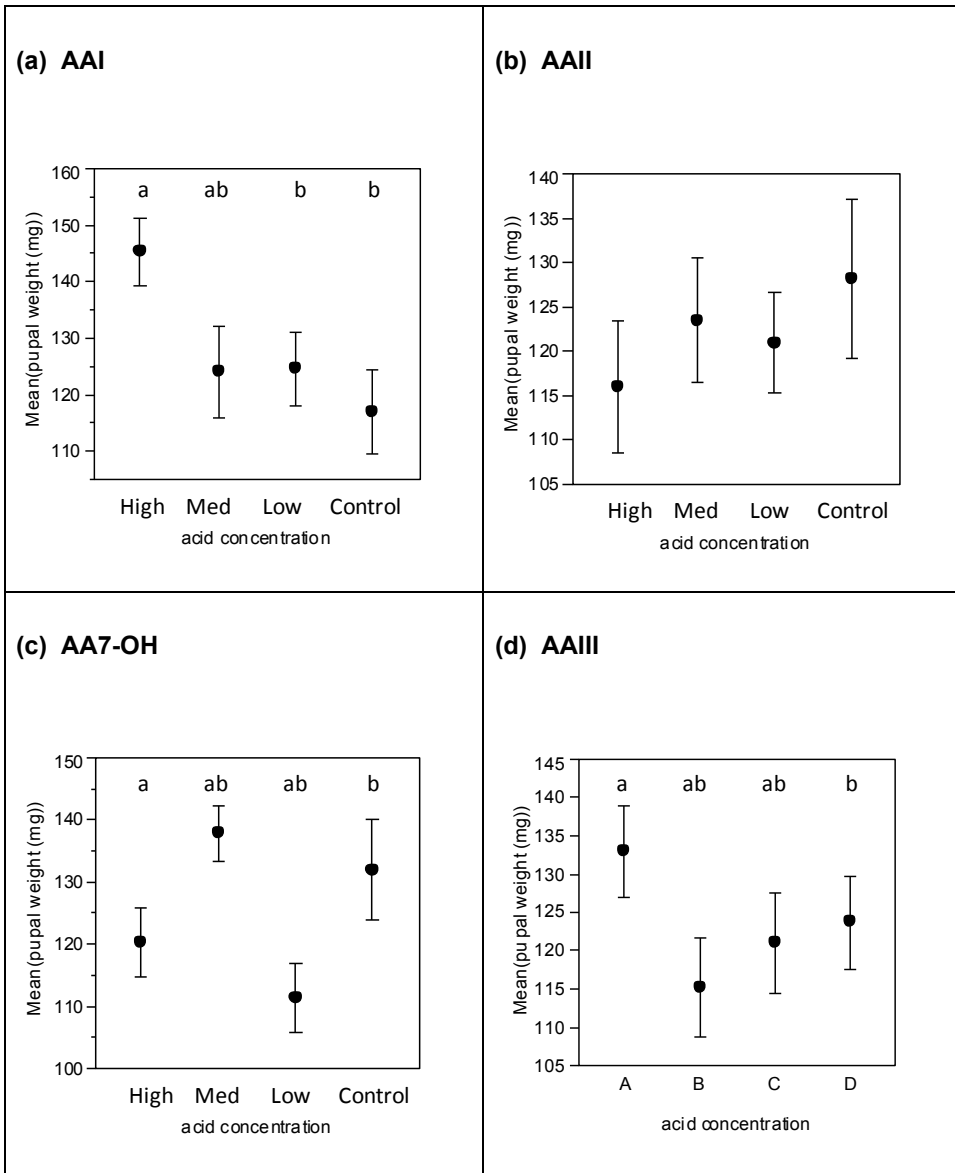 (a) AAI
Mean(pupal weight (mg))
160
150
140
130
120
110
a ab b b
High Med Low Control
acid concentration
(b) AAII
Mean(pupal weight (mg))
140
135
130
125
120
115
110
105
High Med Low Control
acid concentration
(c) AA7-OH
Mean(pupal weight (mg))
150
140
130
120
110
100
a ab ab b
High Med Low Control
acid concentration
(d) AAIII
Mean(pupal weight (mg))
145
140
135
130
125
120
115
110
105
a ab ab b
A B C D
acid concentration